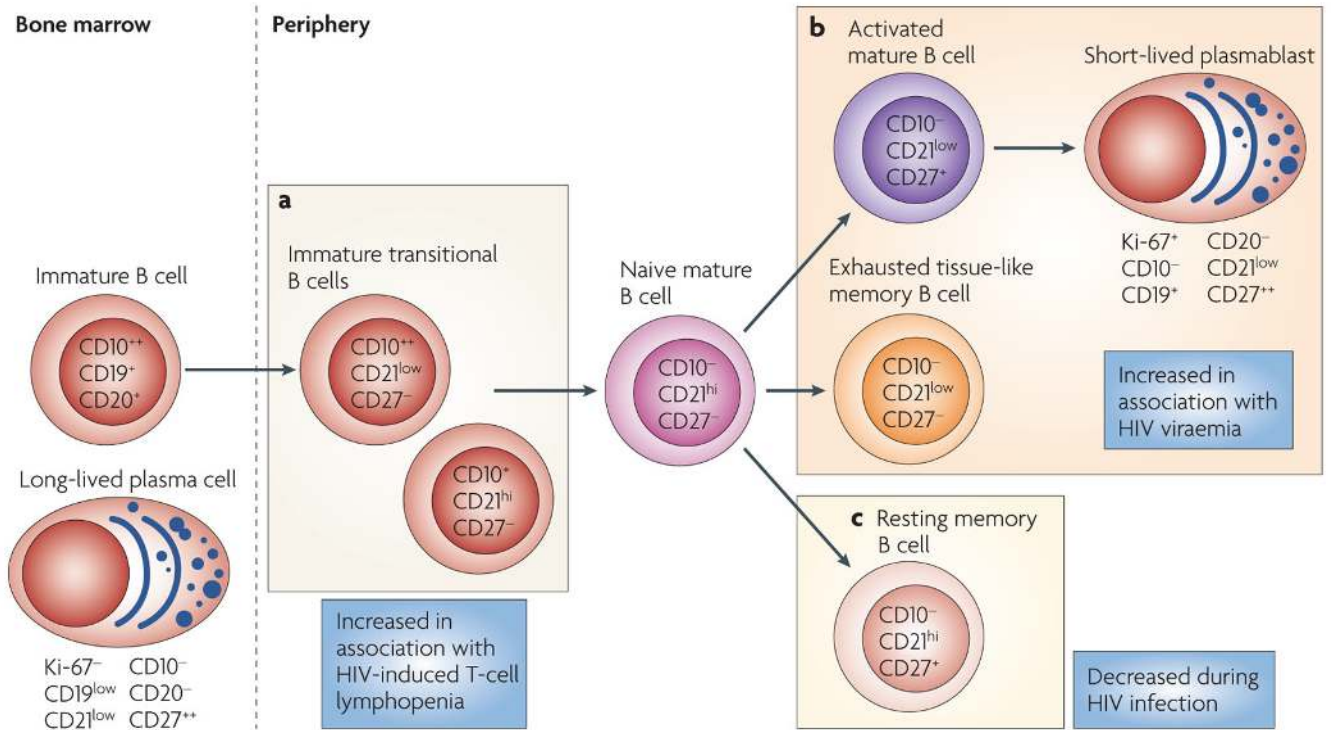 Bone marrow
Periphery
Immature B cell
CD10⁺⁺
CD19⁺
CD20⁺
Long-lived plasma cell
Ki-67⁻ CD10⁻
CD19ˡᵒʷ CD20⁻
CD21ˡᵒʷ CD27⁺⁺
a
Immature transitional
B cells
CD10⁺⁺
CD21ˡᵒʷ
CD27⁻
CD10⁺
CD21ʰⁱ
CD27⁻
Increased in
association with
HIV-induced T-cell
lymphopenia
Naive mature
B cell
CD10⁻
CD21ʰⁱ
CD27⁻
b Activated
mature B cell
CD10⁻
CD21ˡᵒʷ
CD27⁺
Short-lived plasmablast
Ki-67⁺ CD20⁻
CD10⁻ CD21ˡᵒʷ
CD19⁺ CD27⁺⁺
Exhausted tissue-like
memory B cell
CD10⁻
CD21ˡᵒʷ
CD27⁻
Increased in
association with
HIV viraemia
c Resting memory
B cell
CD10⁻
CD21ʰⁱ
CD27⁺
Decreased during
HIV infection